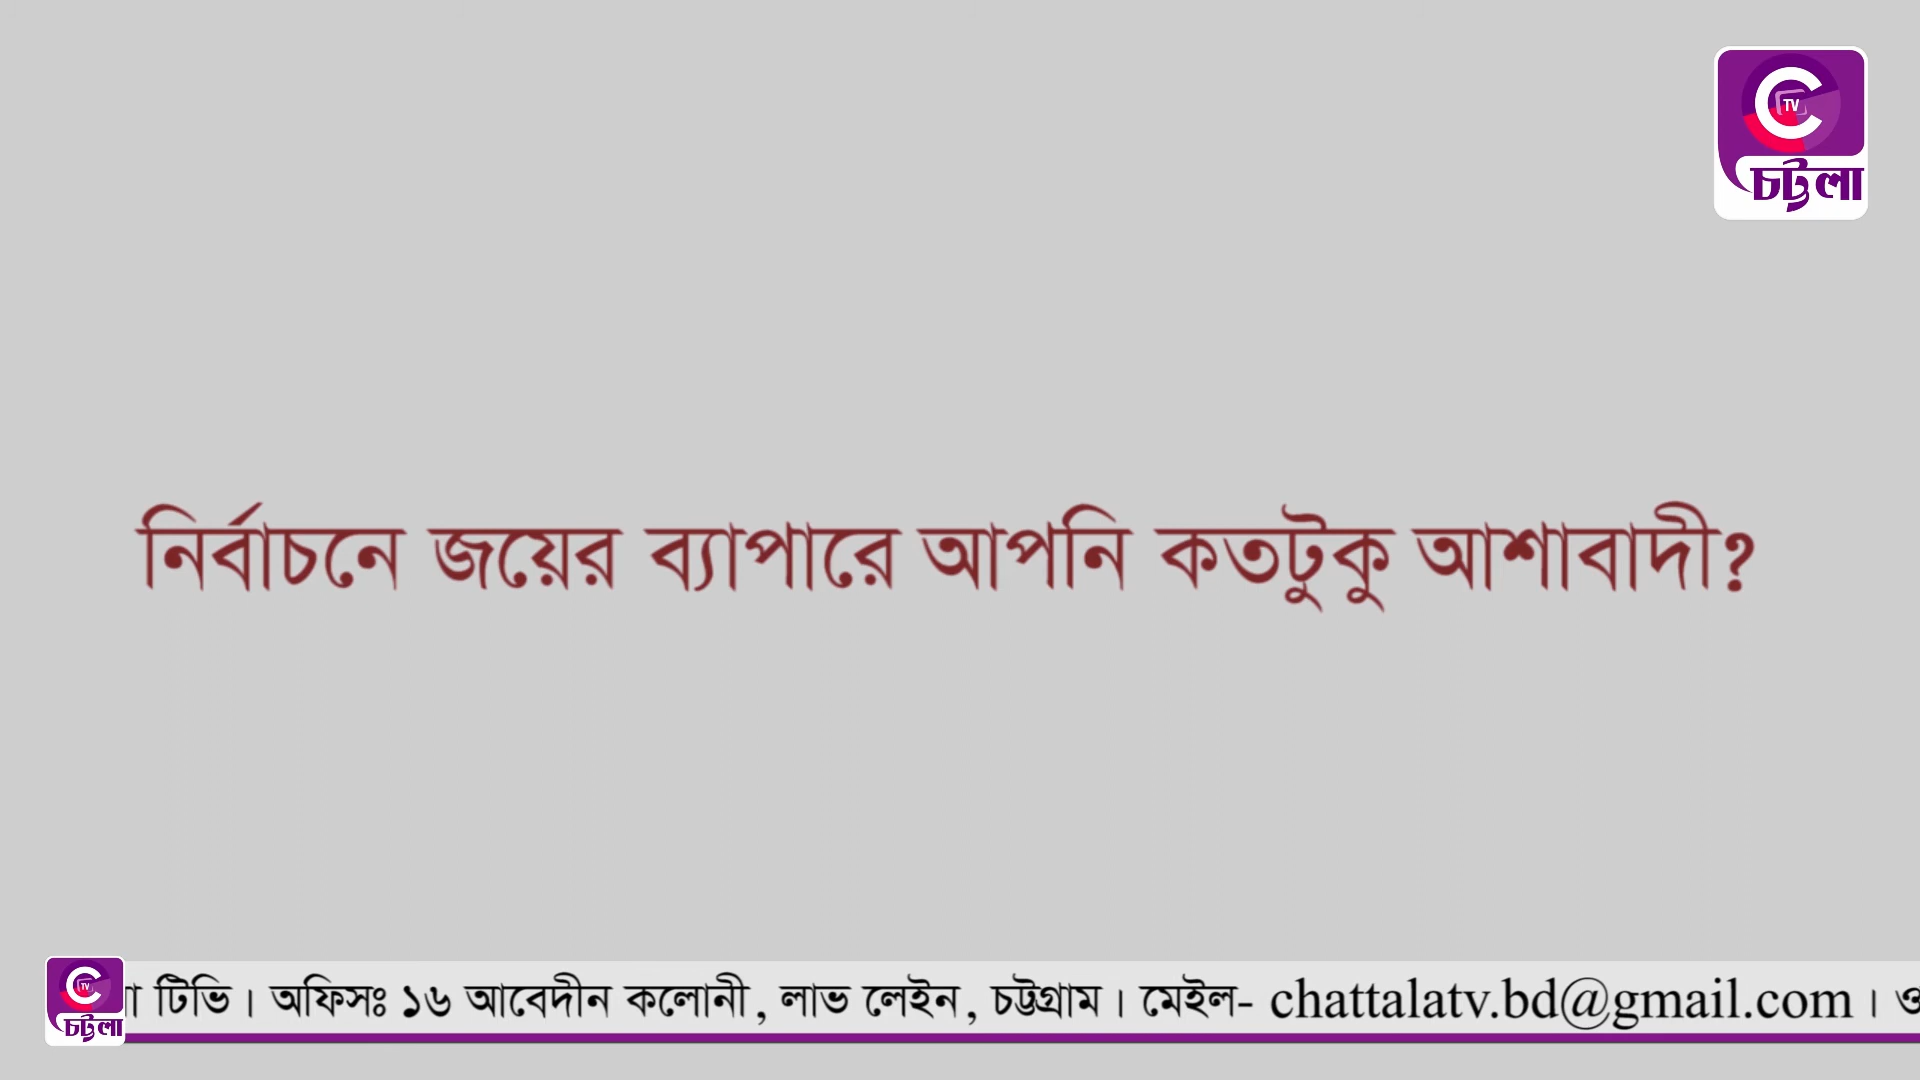 C
TV
চট্টলা
নির্বাচনে জয়ের ব্যাপারে আপনি কতটুকু আশাবাদী?
C
TV
চট্টলা
টিভি। অফিসঃ ১৬ আবেদীন কলোনী, লাভ লেইন, চট্টগ্রাম। মেইল- chattalatv.bd@gmail.com।